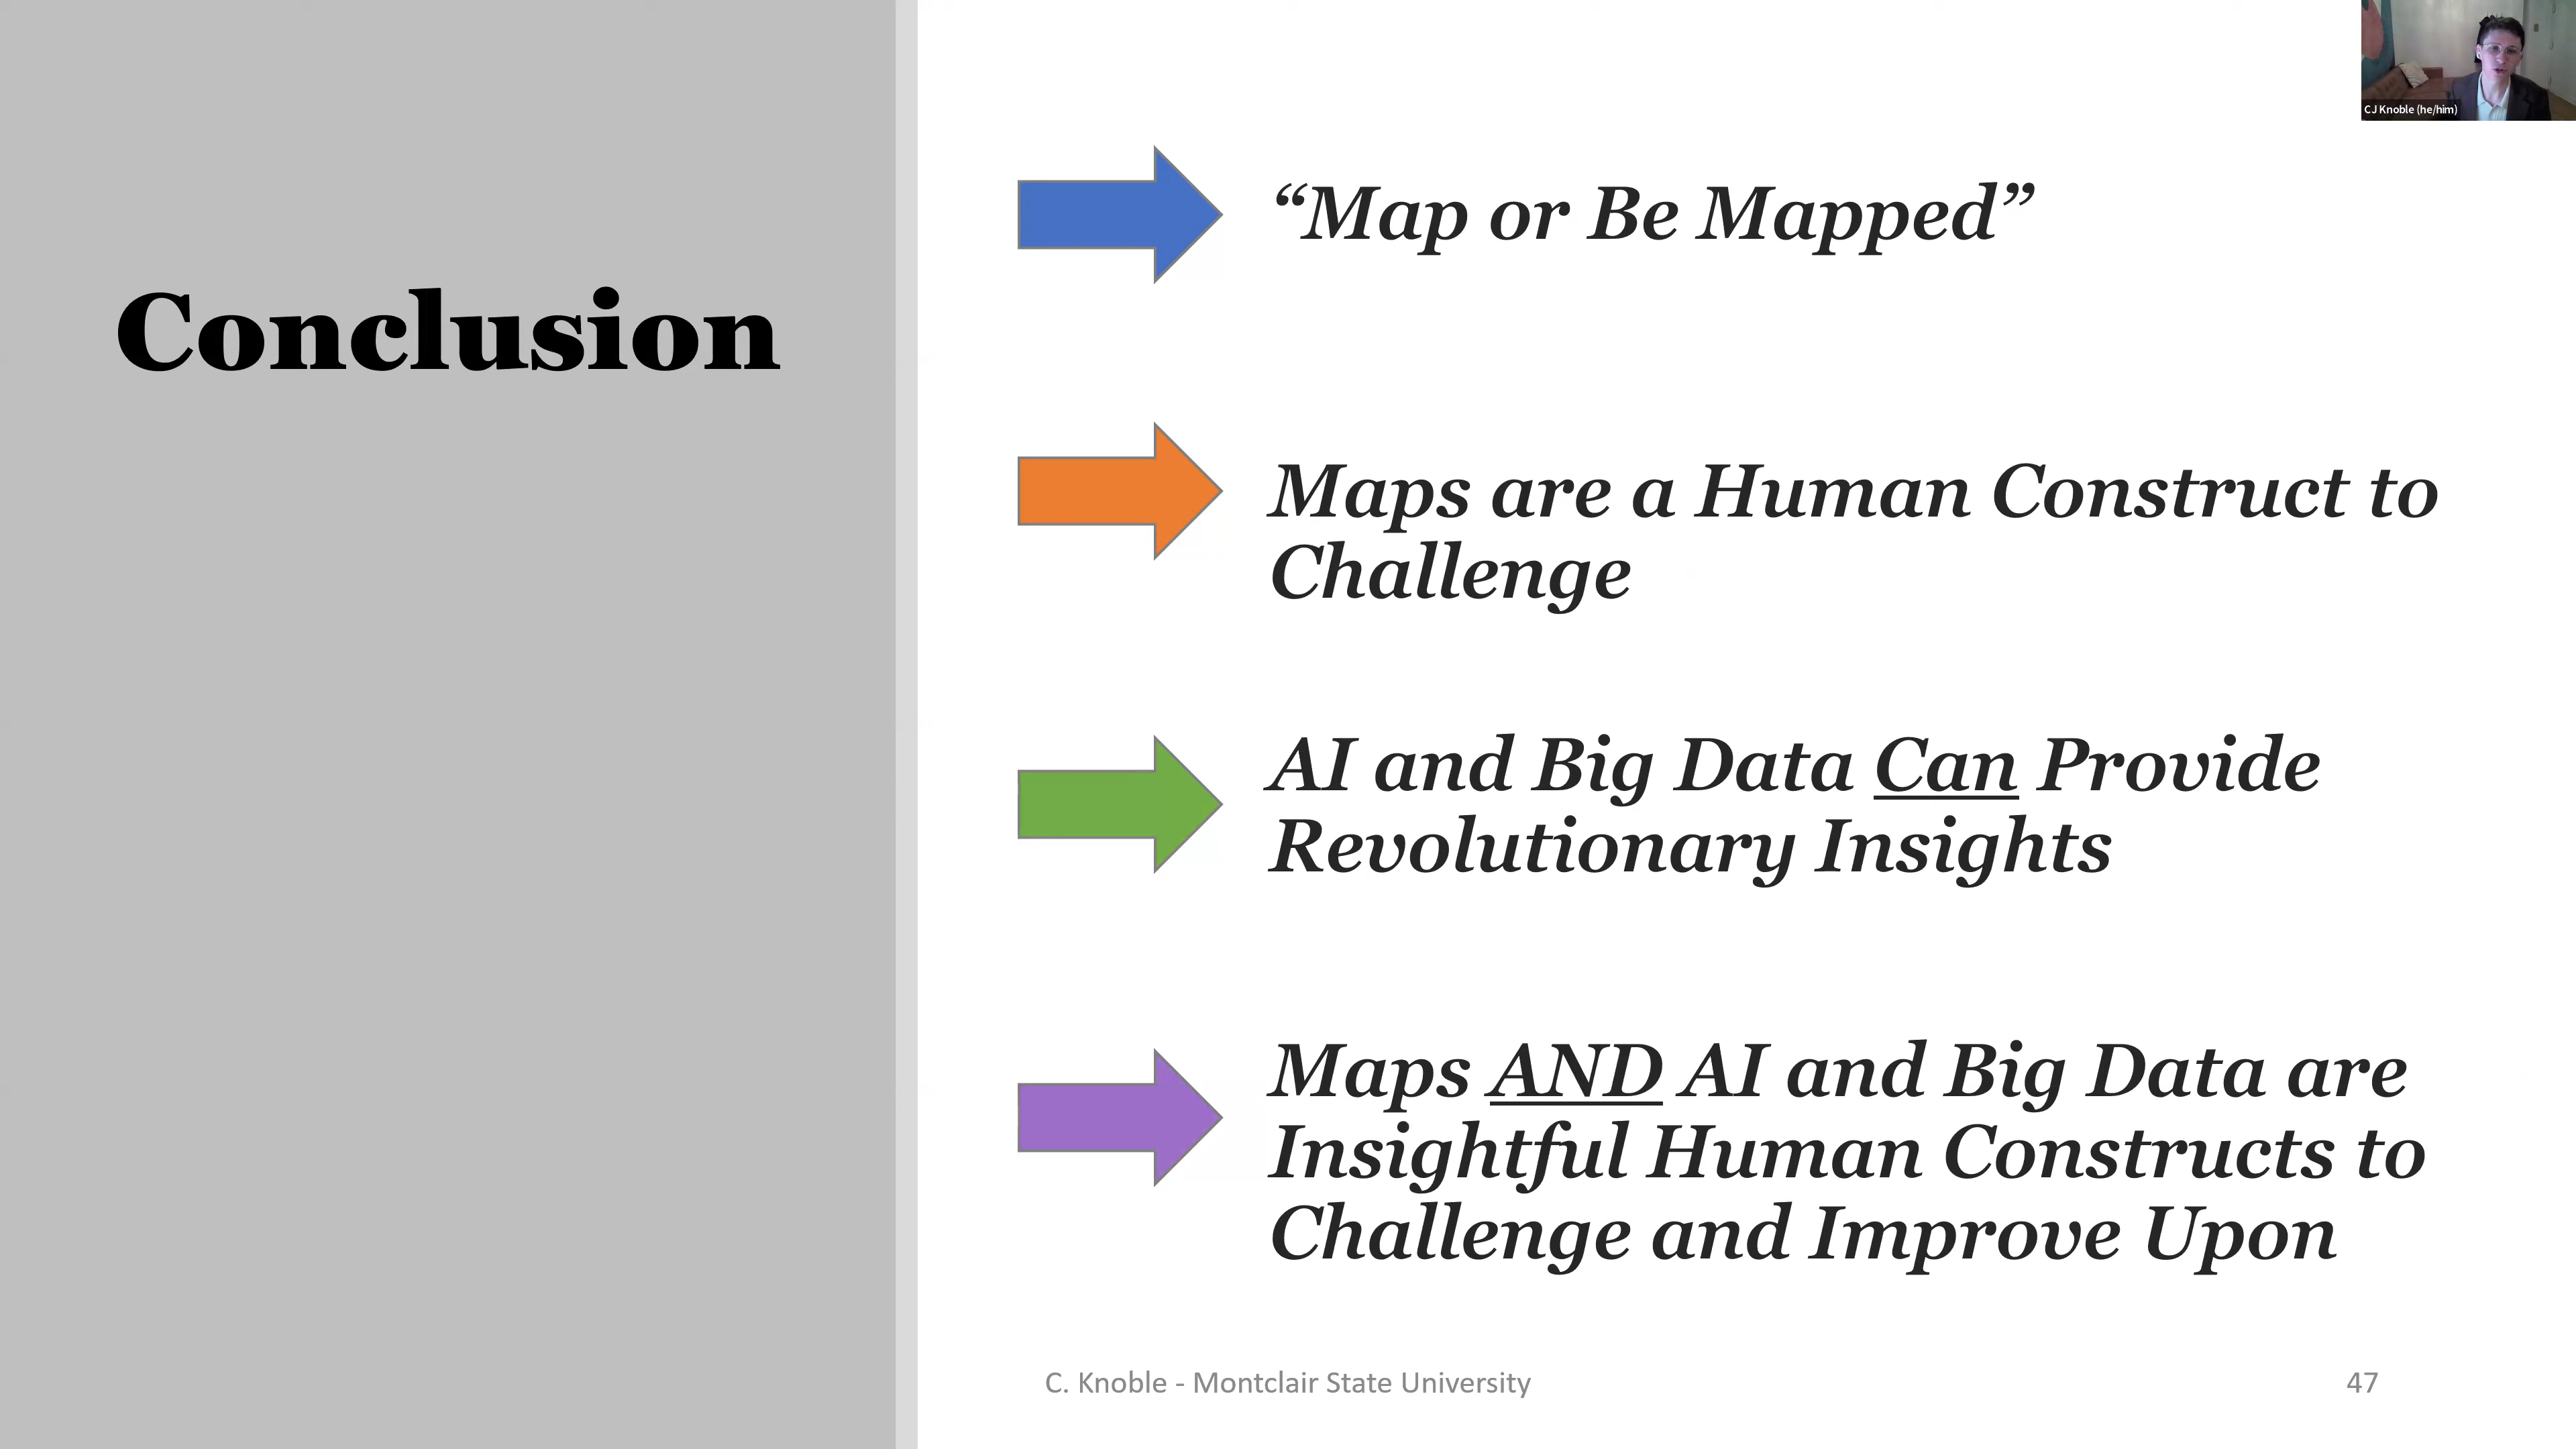 CJ Knoble (he/him)
Conclusion
“Map or Be Mapped”
Maps are a Human Construct to
Challenge
AI and Big Data Can Provide
Revolutionary Insights
Maps AND AI and Big Data are
Insightful Human Constructs to
Challenge and Improve Upon
C. Knoble - Montclair State University
47